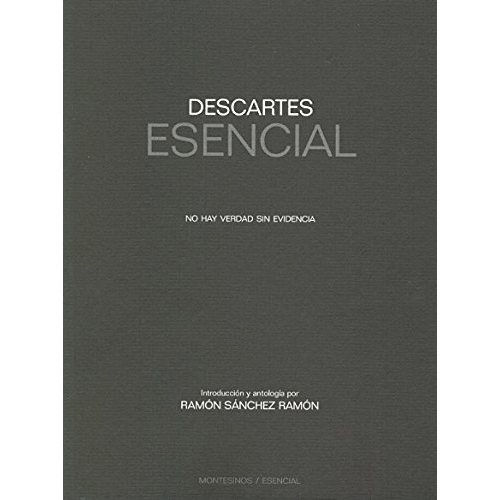 DESCARTES
ESENCIAL
NO HAY VERDAD SIN EVIDENCIA
Introducción y antología por
RAMÓN SÁNCHEZ RAMÓN
MONTESINOS / ESENCIAL